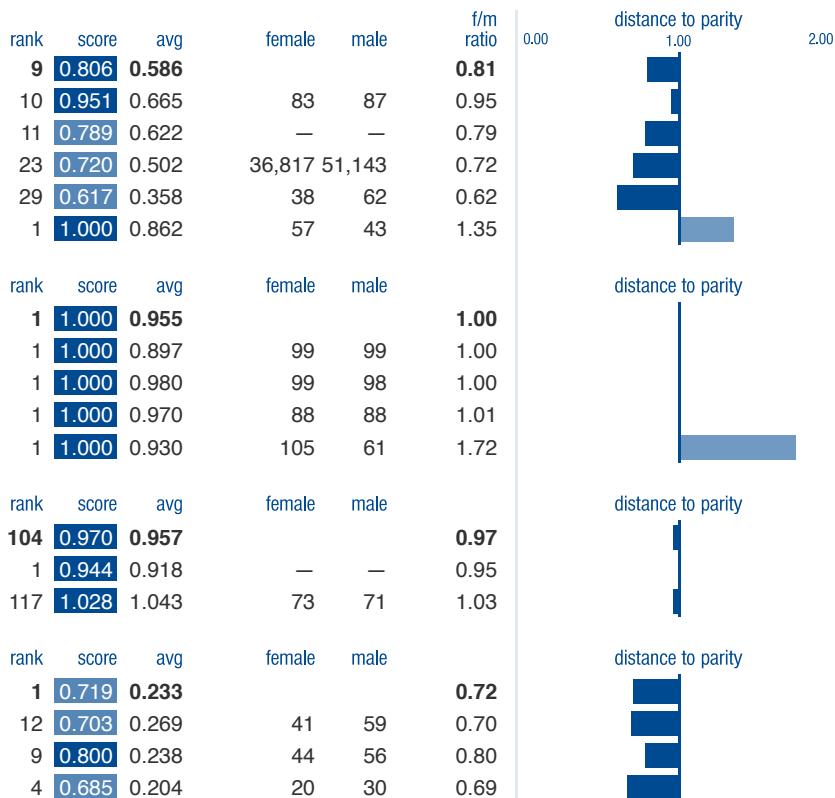 f/m distance to parity
rank score avg female male ratio 0.00 1.00 2.00
9 0.806 0.586 0.81
10 0.951 0.665 83 87 0.95
11 0.789 0.622 — — 0.79
23 0.720 0.502 36,817 51,143 0.72
29 0.617 0.358 38 62 0.62
1 1.000 0.862 57 43 1.35
rank score avg female male distance to parity
1 1.000 0.955 1.00
1 1.000 0.897 99 99 1.00
1 1.000 0.980 99 98 1.00
1 1.000 0.970 88 88 1.01
1 1.000 0.930 105 61 1.72
rank score avg female male distance to parity
104 0.970 0.957 0.97
1 0.944 0.918 — — 0.95
117 1.028 1.043 73 71 1.03
rank score avg female male distance to parity
1 0.719 0.233 0.72
12 0.703 0.269 41 59 0.70
9 0.800 0.238 44 56 0.80
4 0.685 0.204 20 30 0.69